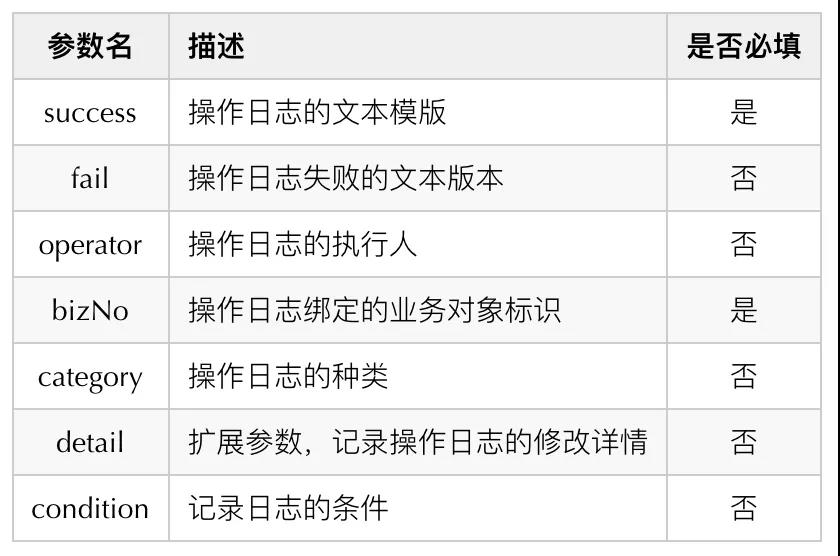 参数名 描述 是否必填
success 操作日志的文本模版 是
fail 操作日志失败的文本版本 否
operator 操作日志的执行人 否
bizNo 操作日志绑定的业务对象标识 是
category 操作日志的种类 否
detail 扩展参数，记录操作日志的修改详情 否
condition 记录日志的条件 否